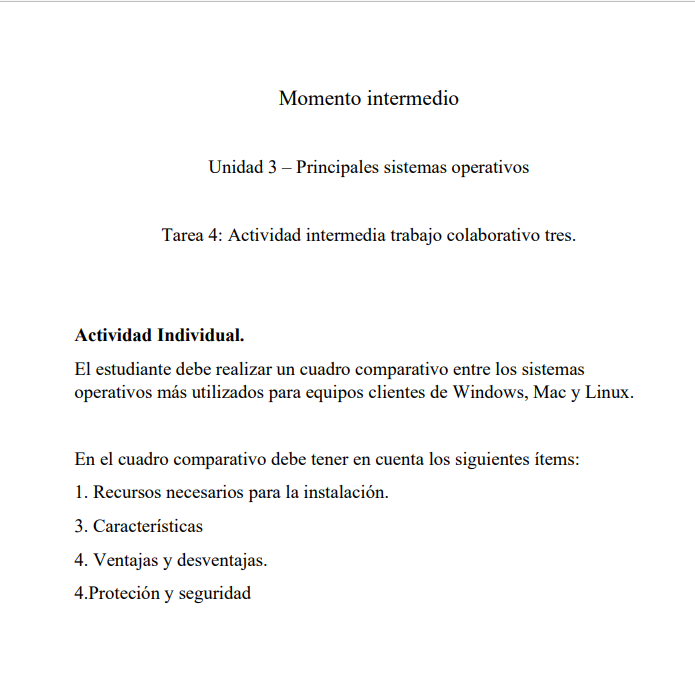 Momento intermedio
Unidad 3 – Principales sistemas operativos
Tarea 4: Actividad intermedia trabajo colaborativo tres.
Actividad Individual.
El estudiante debe realizar un cuadro comparativo entre los sistemas
operativos más utilizados para equipos clientes de Windows, Mac y Linux.
En el cuadro comparativo debe tener en cuenta los siguientes ítems:
1. Recursos necesarios para la instalación.
3. Características
4. Ventajas y desventajas.
4.Proteción y seguridad